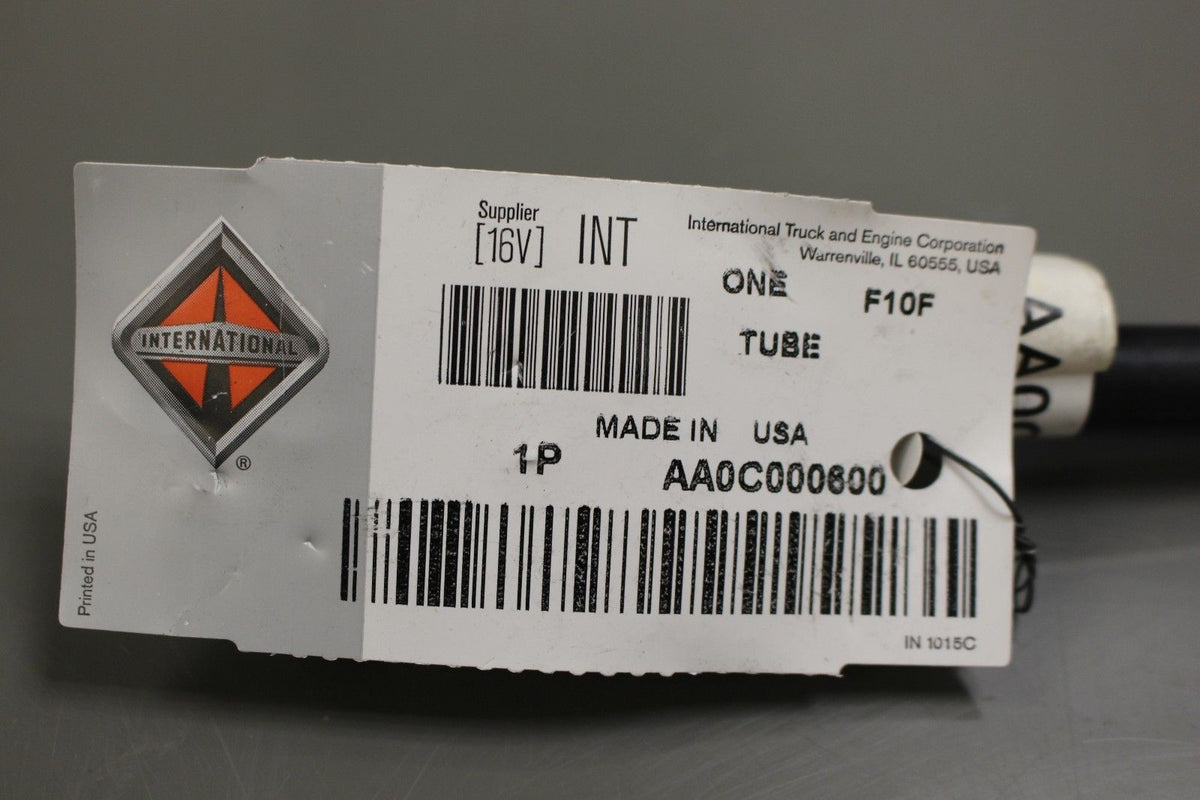 INTERNATIONAL
®
Printed in USA
Supplier
[16V] INT
International Truck and Engine Corporation
Warrenville, IL 60555, USA
ONE F10F
TUBE
MADE IN USA
1P AA0C000600
IN 1015C